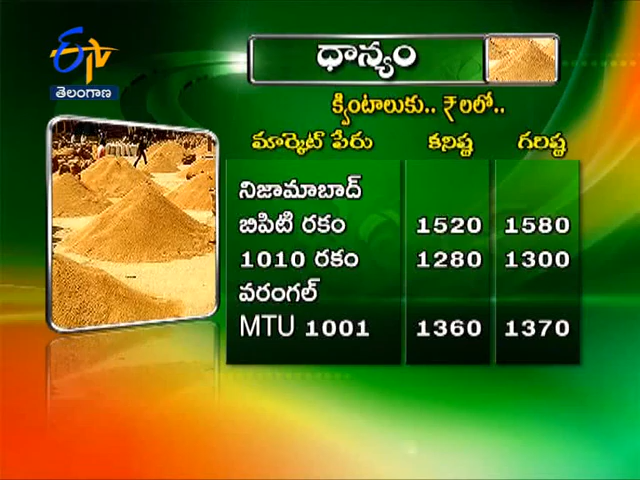 ETV
తెలంగాణ
ధాన్యం
క్వింటాలుకు.. ₹లలో..
మార్కెట్ పేరు కనిష్ట గరిష్ట
నిజామాబాద్
బిపిటి రకం 1520 1580
1010 రకం 1280 1300
వరంగల్
MTU 1001 1360 1370